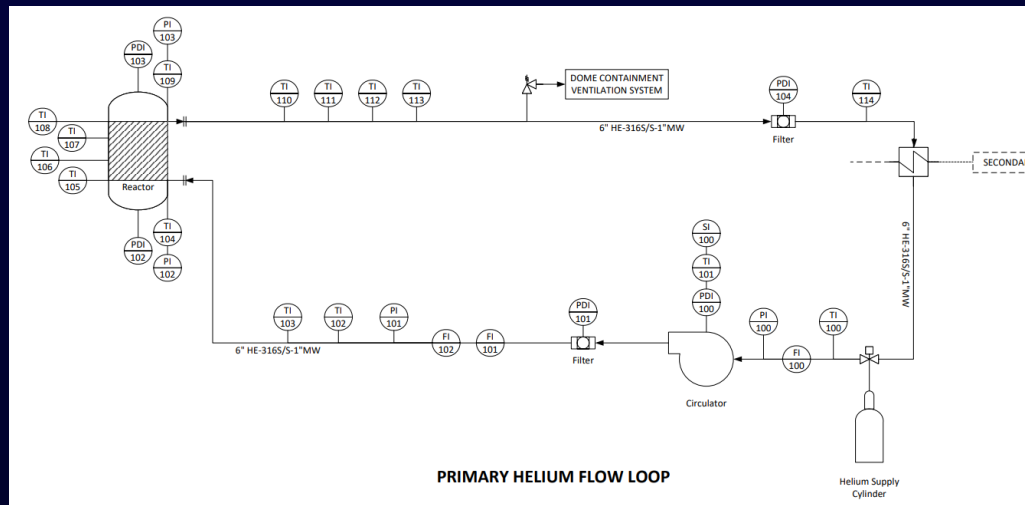 PI
103
PDI
103
TI
109
TI
110
TI
111
TI
112
TI
113
DOME CONTAINMENT
VENTILATION SYSTEM
PDI
104
TI
114
TI
108
TI
107
TI
106
TI
105
Reactor
6" HE-316S/S-1"MW
Filter
SECONDAR
6" HE-316S/S-1"MW
PDI
102
TI
104
PI
102
SI
100
TI
101
PDI
100
TI
103
TI
102
PI
101
FI
102
FI
101
PDI
101
PI
100
TI
100
FI
100
6" HE-316S/S-1"MW
Filter
Circulator
PRIMARY HELIUM FLOW LOOP
Helium Supply
Cylinder